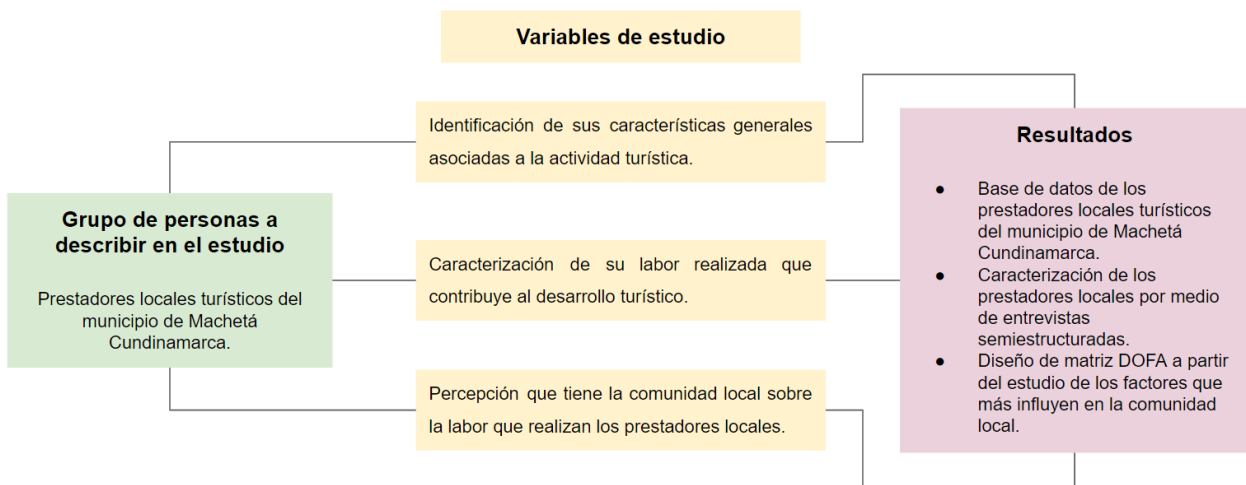 Variables de estudio
Identificación de sus características generales
asociadas a la actividad turística.
Grupo de personas a
describir en el estudio
Prestadores locales turísticos del
municipio de Machetá
Cundinamarca.
Caracterización de su labor realizada que
contribuye al desarrollo turístico.
Percepción que tiene la comunidad local sobre
la labor que realizan los prestadores locales.
Resultados
● Base de datos de los
prestadores locales turísticos
del municipio de Machetá
Cundinamarca.
● Caracterización de los
prestadores locales por medio
de entrevistas
semiestructuradas.
● Diseño de matriz DOFA a partir
del estudio de los factores que
más influyen en la comunidad
local.